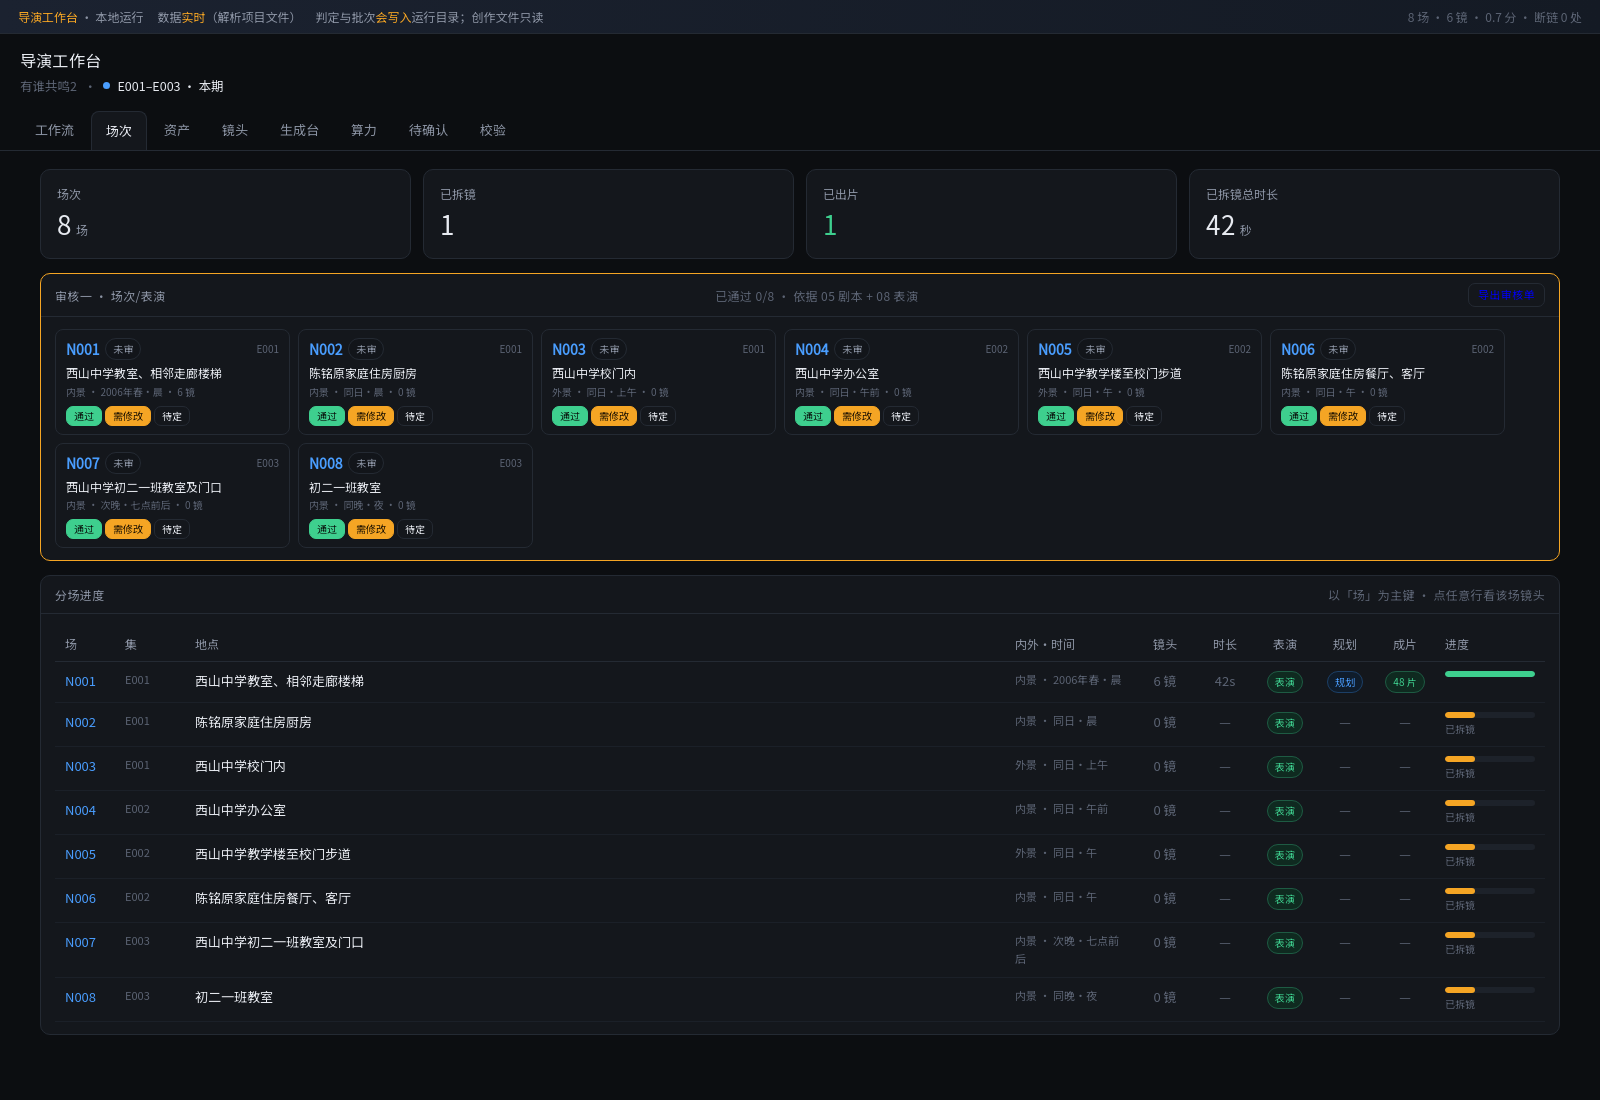 导演工作台 · 本地运行 数据实时（解析项目文件） 判定与批次会写入运行目录；创作文件只读 8 场 · 6 镜 · 0.7 分 · 断链 0 处
导演工作台
有谁共鸣2 · E001–E003 · 本期
工作流 场次 资产 镜头 生成台 算力 待确认 校验
场次 已拆镜 已出片 已拆镜总时长
8 场 1 1 42 秒
审核一 · 场次/表演 已通过 0/8 · 依据 05 剧本 + 08 表演
N001 未审 E001
西山中学教室、相邻走廊楼梯
内景 · 2006年春·晨 · 6 镜
通过 需修改 待定
N002 未审 E001
陈铭原家庭住房厨房
内景 · 同日·晨 · 0 镜
通过 需修改 待定
N003 未审 E001
西山中学校门内
外景 · 同日·上午 · 0 镜
通过 需修改 待定
N004 未审 E002
西山中学办公室
内景 · 同日·午前 · 0 镜
通过 需修改 待定
N005 未审 E002
西山中学教学楼至校门步道
外景 · 同日·午 · 0 镜
通过 需修改 待定
N006 未审 E002
陈铭原家庭住房餐厅、客厅
内景 · 同日·午 · 0 镜
通过 需修改 待定
N007 未审 E003
西山中学初二一班教室及门口
内景 · 次晚·七点前后 · 0 镜
通过 需修改 待定
N008 未审 E003
初二一班教室
内景 · 同晚·夜 · 0 镜
通过 需修改 待定
分场进度 以「场」为主键 · 点任意行看该场镜头
场 集 地点 内外·时间 镜头 时长 表演 规划 成片 进度
N001 E001 西山中学教室、相邻走廊楼梯 内景 · 2006年春·晨 6 镜 42s 表演 规划 48 片
N002 E001 陈铭原家庭住房厨房 内景 · 同日·晨 0 镜 — 表演 — —
已拆镜
N003 E001 西山中学校门内 外景 · 同日·上午 0 镜 — 表演 — —
已拆镜
N004 E002 西山中学办公室 内景 · 同日·午前 0 镜 — 表演 — —
已拆镜
N005 E002 西山中学教学楼至校门步道 外景 · 同日·午 0 镜 — 表演 — —
已拆镜
N006 E002 陈铭原家庭住房餐厅、客厅 内景 · 同日·午 0 镜 — 表演 — —
已拆镜
N007 E003 西山中学初二一班教室及门口 内景 · 次晚·七点前 0 镜 — 表演 — —
后
已拆镜
N008 E003 初二一班教室 内景 · 同晚·夜 0 镜 — 表演 — —
已拆镜